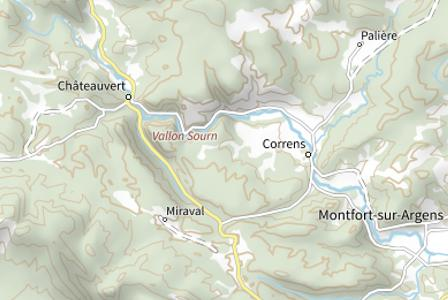 Palière
Châteauvert
Vallon Sourn
Correns
Miraval
Montfort-sur-Argens